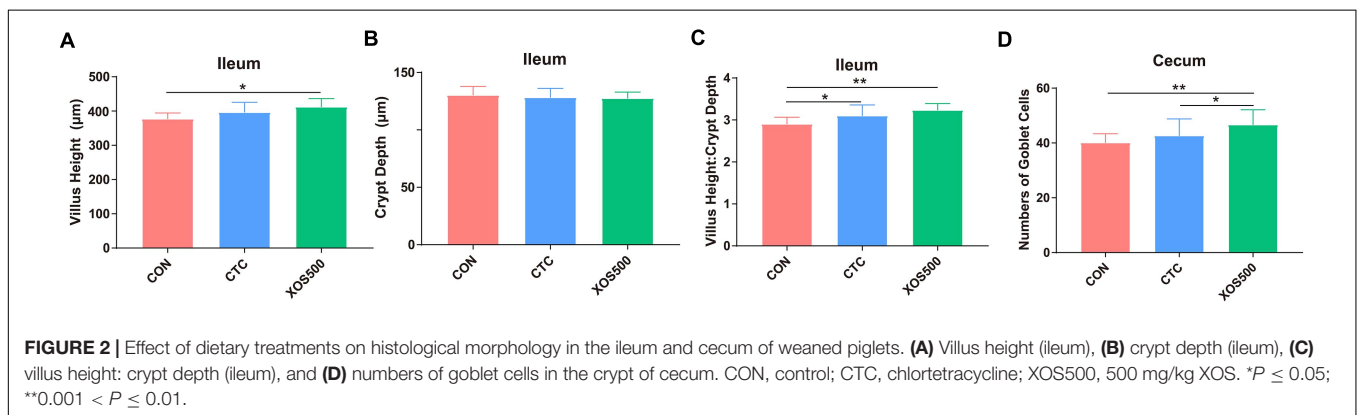 A
Ileum
*
Villus Height (μm)
500
400
300
200
100
0
CON
CTC
XOS500
B
Ileum
Crypt Depth (μm)
150
50
0
CON
CTC
XOS500
C
Ileum
**
*
Villus Height:Crypt Depth
4
3
2
1
0
CON
CTC
XOS500
D
Cecum
**
*
Numbers of Goblet Cells
60
40
20
0
CON
CTC
XOS500
FIGURE 2 | Effect of dietary treatments on histological morphology in the ileum and cecum of weaned piglets. (A) Villus height (ileum), (B) crypt depth (ileum), (C)
villus height: crypt depth (ileum), and (D) numbers of goblet cells in the crypt of cecum. CON, control; CTC, chlortetracycline; XOS500, 500 mg/kg XOS. *P ≤ 0.05;
**0.001 < P ≤ 0.01.